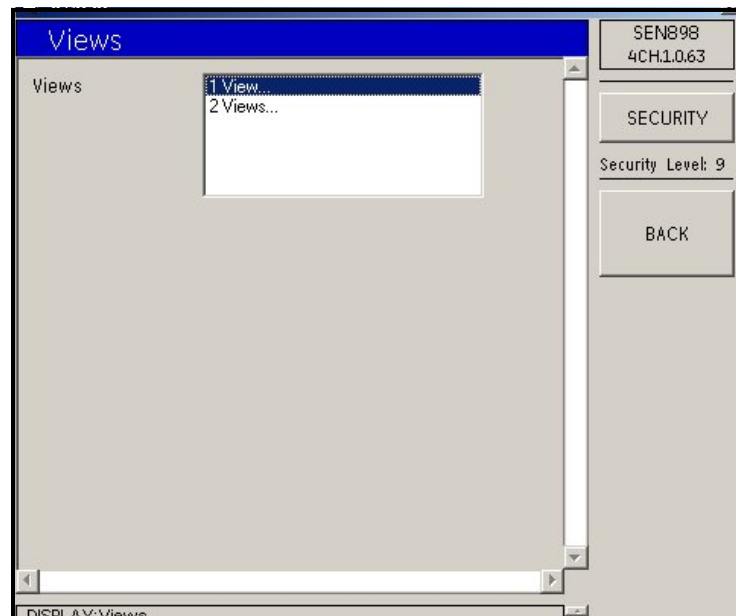 Views
SEN898
4CH.1.0.63
Views
1 View...
2 Views...
SECURITY
Security Level: 9
BACK
DISPLAY:Views